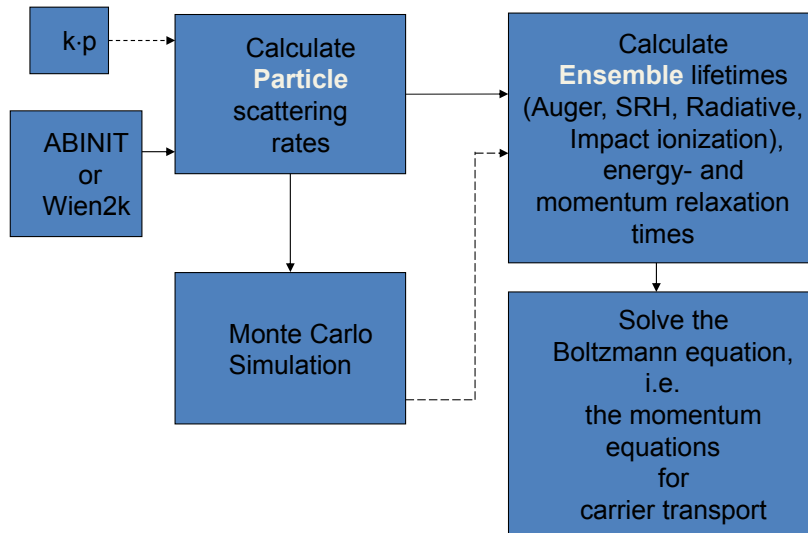 k·p
ABINIT
or
Wien2k
Calculate
Particle
scattering
rates
Monte Carlo
Simulation
Calculate
Ensemble lifetimes
(Auger, SRH, Radiative,
Impact ionization),
energy- and
momentum relaxation
times
Solve the
Boltzmann equation,
i.e.
the momentum
equations
for
carrier transport